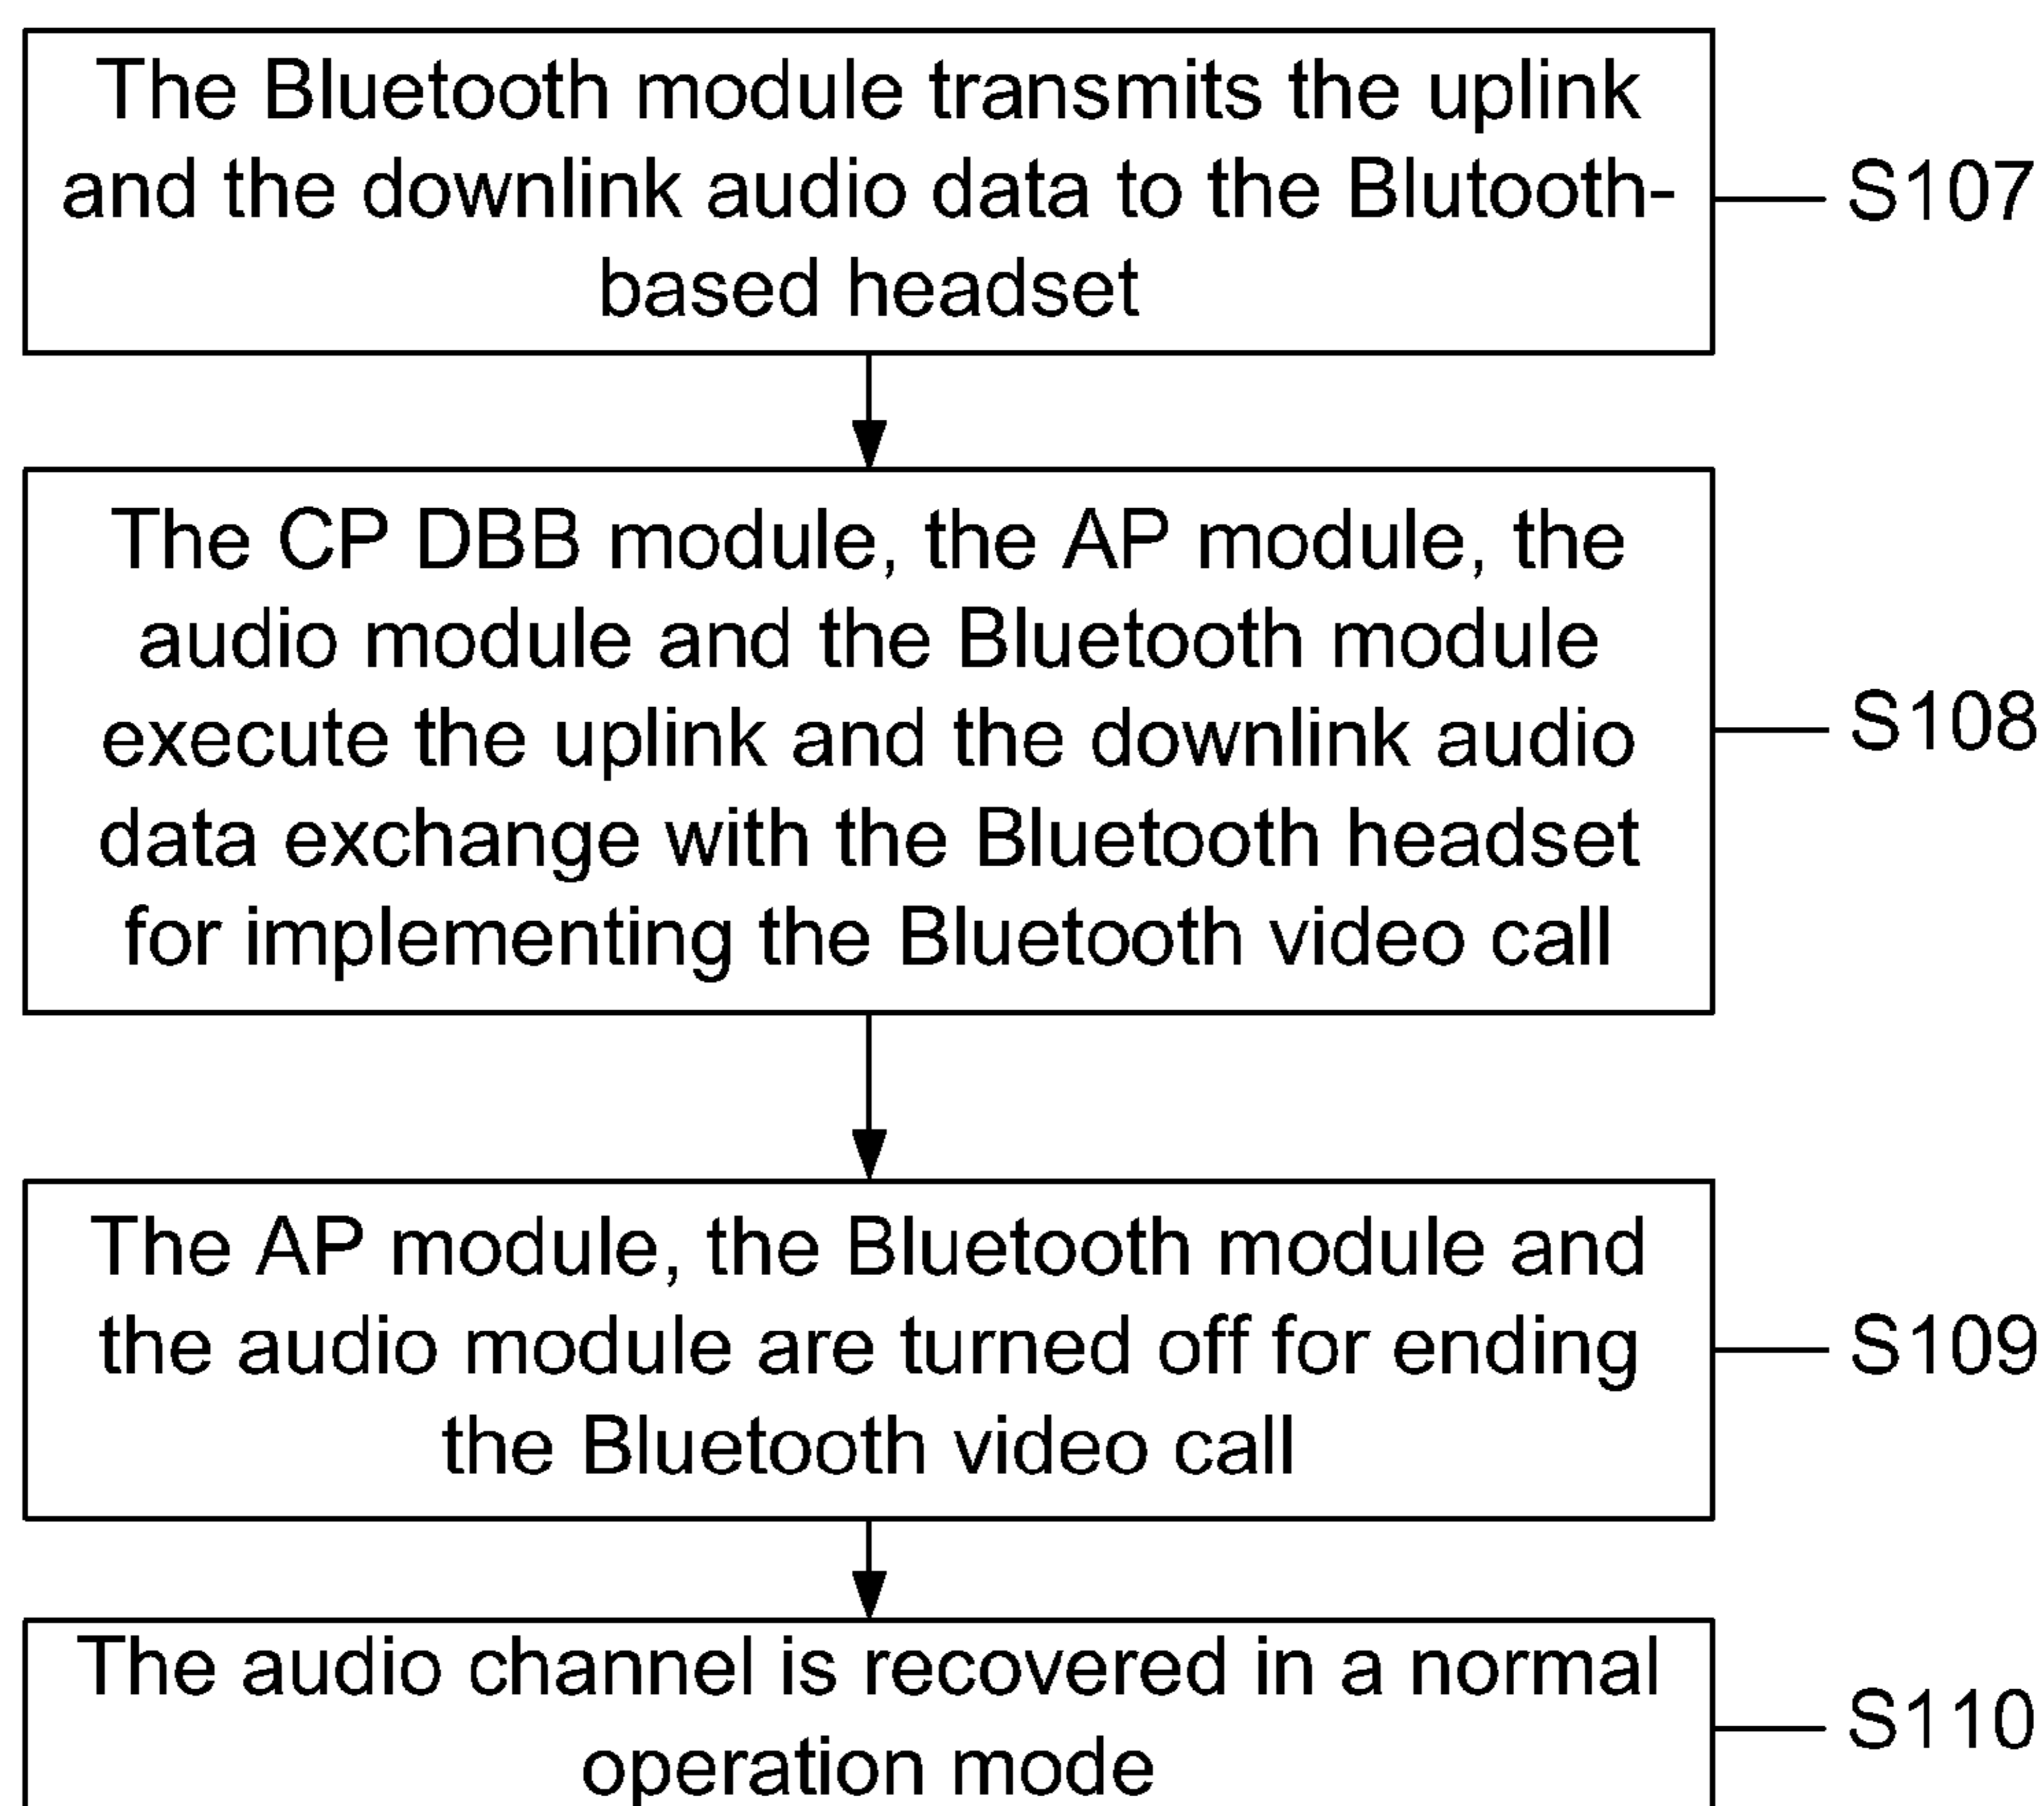 The Bluetooth module transmits the uplink
and the downlink audio data to the Blutooth-
based headset
S107
The CP DBB module, the AP module, the
audio module and the Bluetooth module
execute the uplink and the downlink audio
data exchange with the Bluetooth headset
for implementing the Bluetooth video call
S108
The AP module, the Bluetooth module and
the audio module are turned off for ending
the Bluetooth video call
S109
The audio channel is recovered in a normal
operation mode
S110